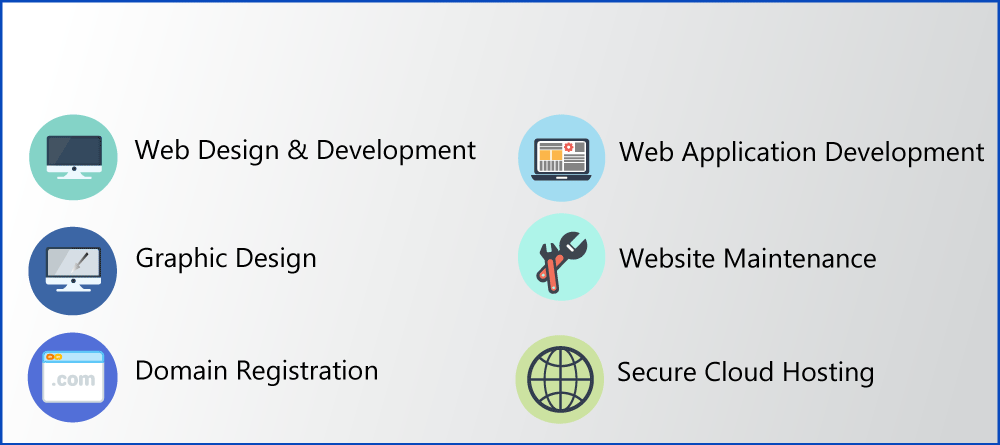 Web Design & Development
Web Application Development
Graphic Design
Website Maintenance
.com
Domain Registration
Secure Cloud Hosting